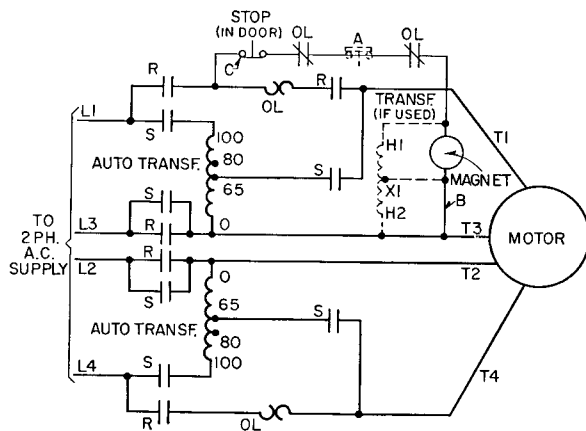 STOP
(IN DOOR)
OL
A
OL
C
R
R
OL
TRANSF.
(IF USED)
L1
S
100
H1
T1
AUTO TRANSF.
80
S
65
X1
MAGNET
S
H2
B
0
L3
R
T3
MOTOR
TO
2 PH.
A.C.
SUPPLY
L2
R
T2
0
S
65
S
AUTO TRANSF.
80
S
100
L4
T4
R
OL